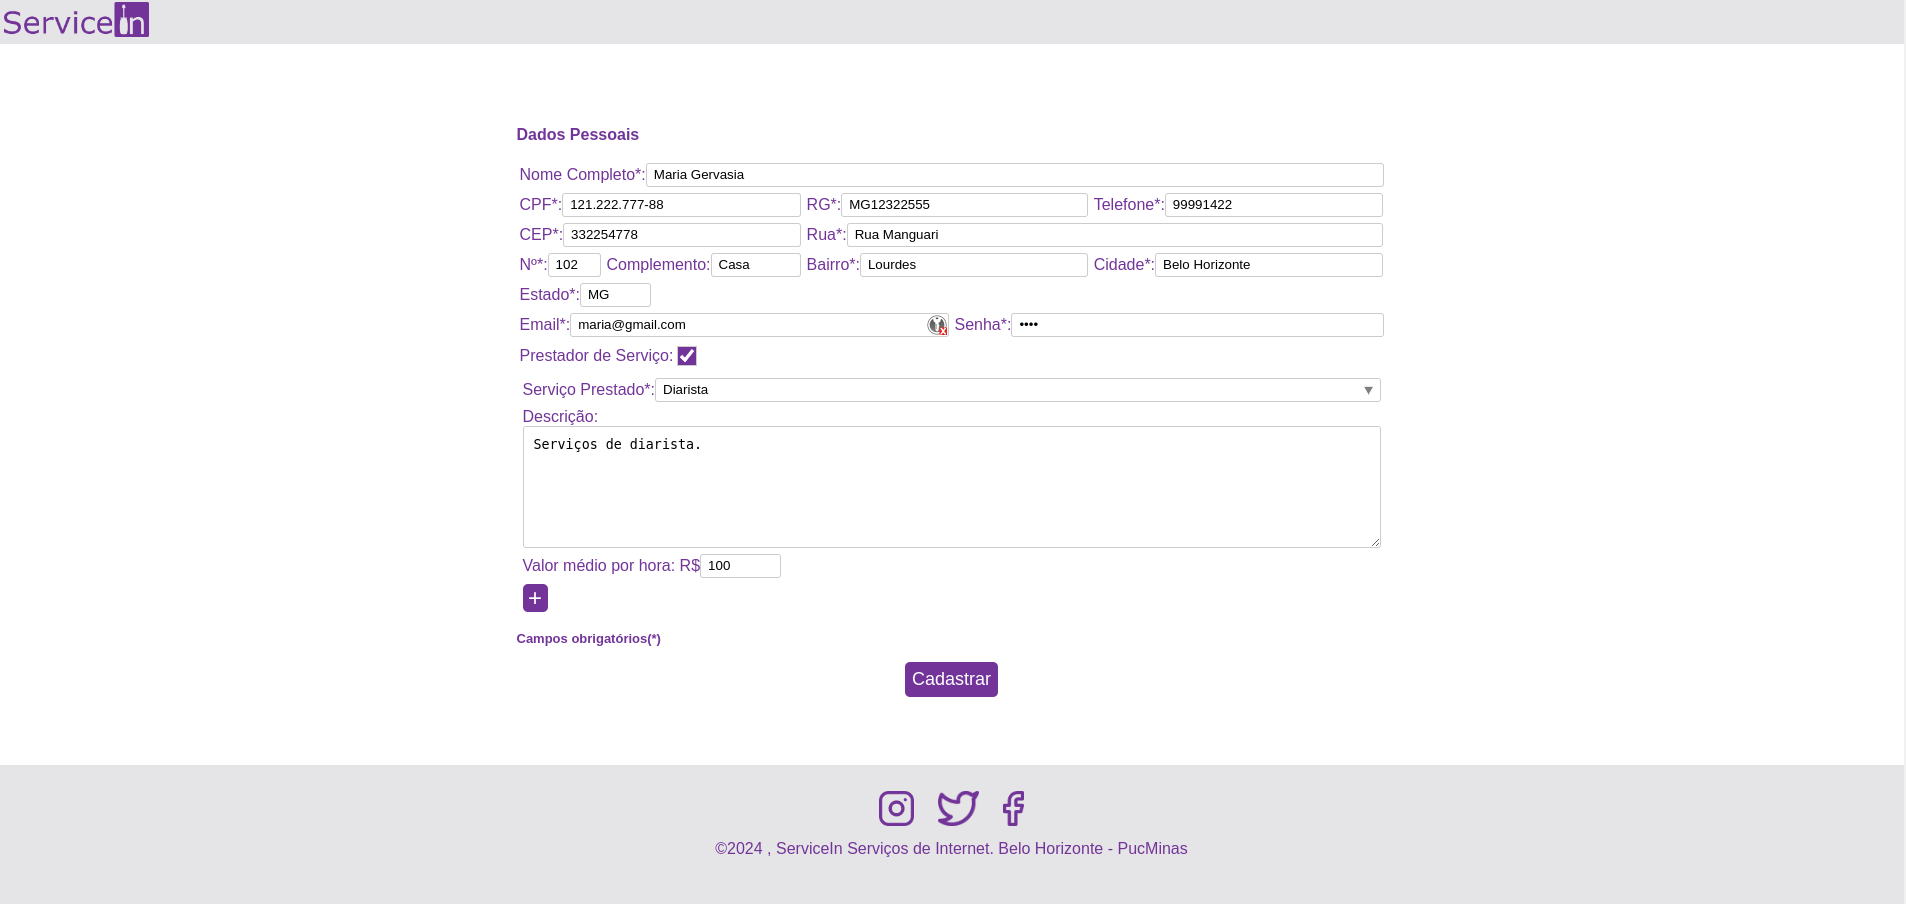 ServiceIn
Dados Pessoais
Nome Completo*: Maria Gervasia
CPF*: 121.222.777-88 RG*: MG12322555 Telefone*: 99991422
CEP*: 332254778 Rua*: Rua Manguari
Nº*: 102 Complemento: Casa Bairro*: Lourdes Cidade*: Belo Horizonte
Estado*: MG
Email*: maria@gmail.com Senha*: ••••
Prestador de Serviço:
Serviço Prestado*: Diarista
Descrição:
Serviços de diarista.
Valor médio por hora: R$ 100
+
Campos obrigatórios(*)
Cadastrar
©2024 , ServiceIn Serviços de Internet. Belo Horizonte - PucMinas